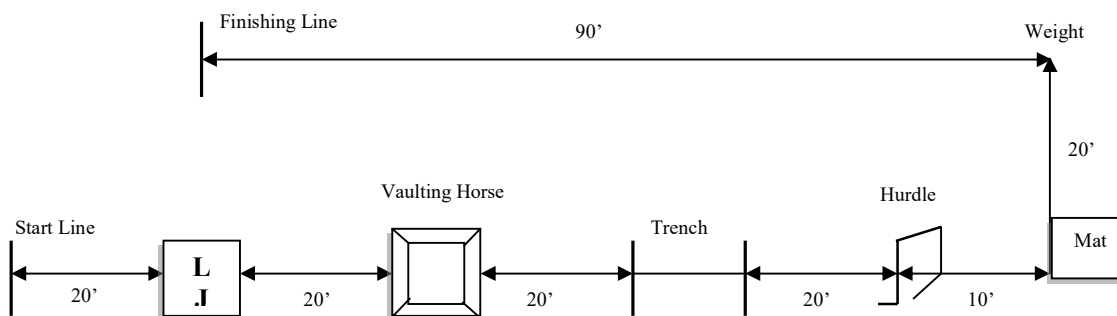 Finishing Line
90’
Weight
20’
Vaulting Horse
Hurdle
Start Line
Trench
Mat
L
J
20’
20’
20’
20’
10’